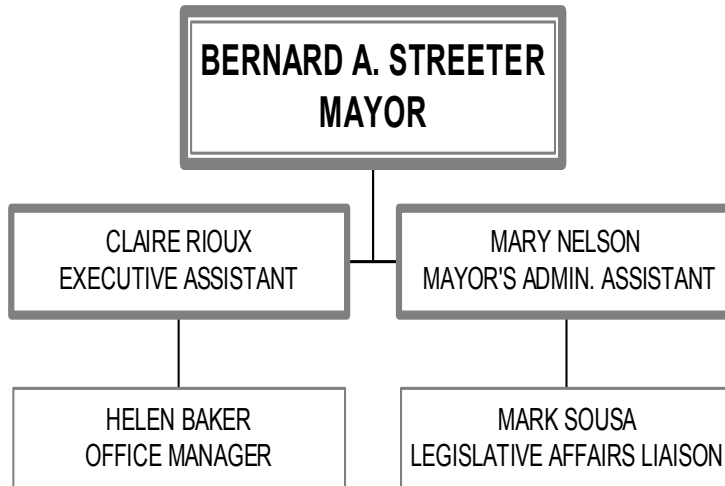 BERNARD A. STREETER
MAYOR
CLAIRE RIOUX
EXECUTIVE ASSISTANT
MARY NELSON
MAYOR'S ADMIN. ASSISTANT
HELEN BAKER
OFFICE MANAGER
MARK SOUSA
LEGISLATIVE AFFAIRS LIAISON